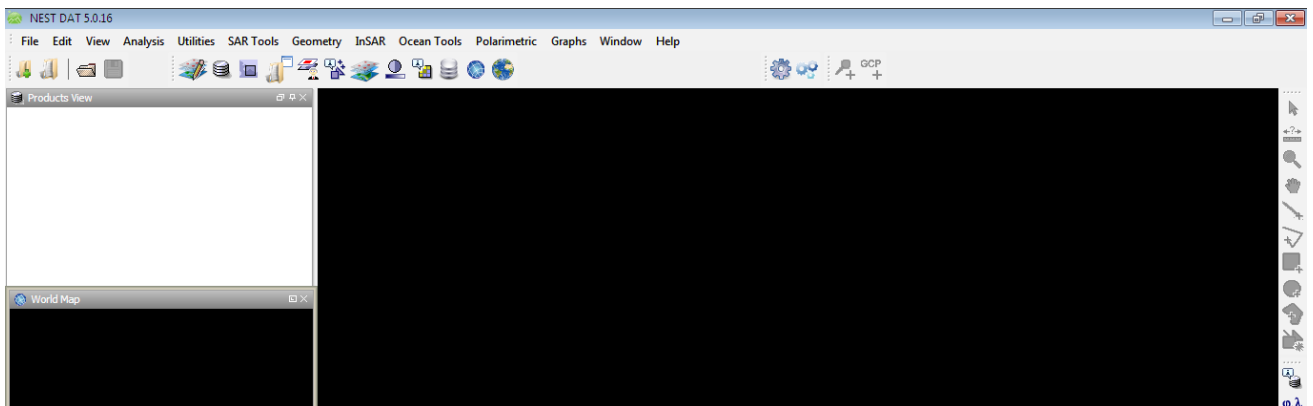 NEST DAT 5.0.16
File Edit View Analysis Utilities SAR Tools Geometry InSAR Ocean Tools Polarimetric Graphs Window Help
GCP
Products View
World Map
φ λ